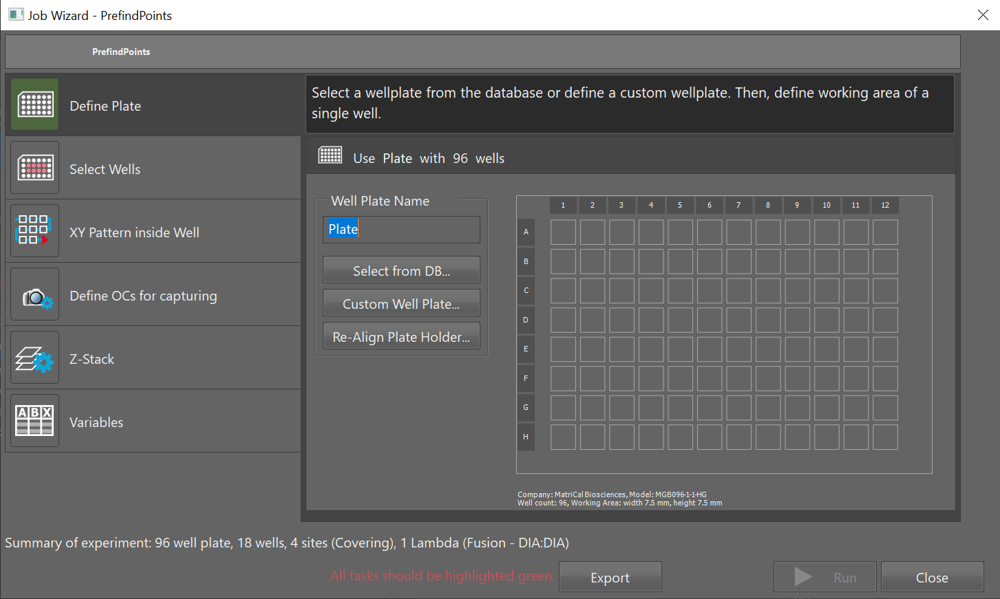 Job Wizard - PrefindPoints
PrefindPoints
Define Plate
Select Wells
XY Pattern inside Well
Define OCs for capturing
Z-Stack
ABX
Variables
Select a wellplate from the database or define a custom wellplate. Then, define working area of a
single well.
Use Plate with 96 wells
Well Plate Name
Plate
Select from DB...
Custom Well Plate...
Re-Align Plate Holder...
1 2 3 4 5 6 7 8 9 10 11 12
A
B
C
D
E
F
G
H
Company: MatriCal Biosciences, Model: MGB096-1-1-HG
Well count: 96, Working Area: width 7.5 mm, height 7.5 mm
Summary of experiment: 96 well plate, 18 wells, 4 sites (Covering), 1 Lambda (Fusion - DIA:DIA)
All tasks should be highlighted green.
Export
Run
Close